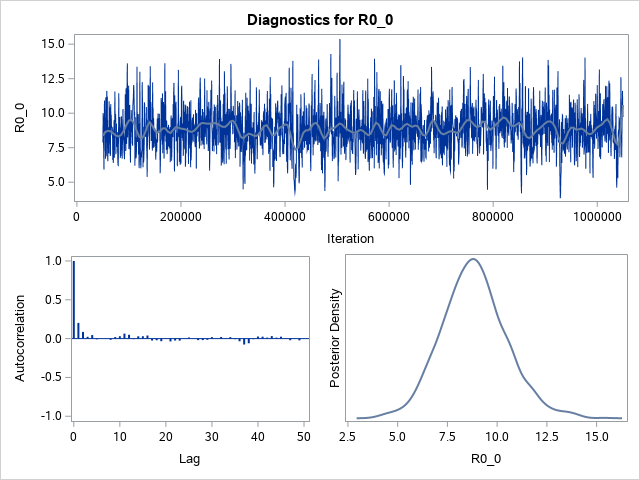 Diagnostics for R0_0
15.0
12.5
10.0
7.5
5.0
R0_0
0 200000 400000 600000 800000 1000000
Iteration
1.0
0.5
0.0
-0.5
-1.0
Autocorrelation
0 10 20 30 40 50
Lag
Posterior Density
2.5 5.0 7.5 10.0 12.5 15.0
R0_0